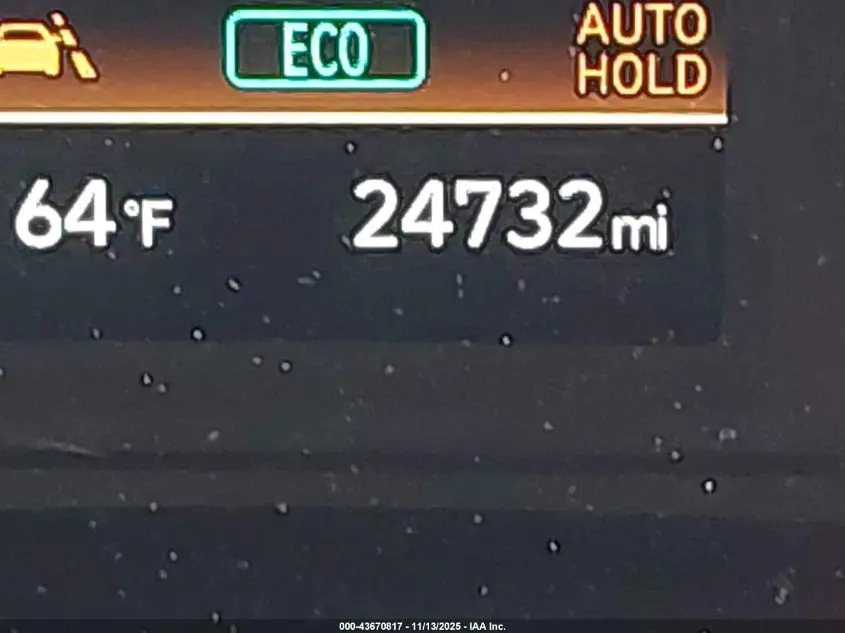 ECO
AUTO
HOLD
64°F 24732mi
000-43670817 - 11/13/2025 - IAA Inc.